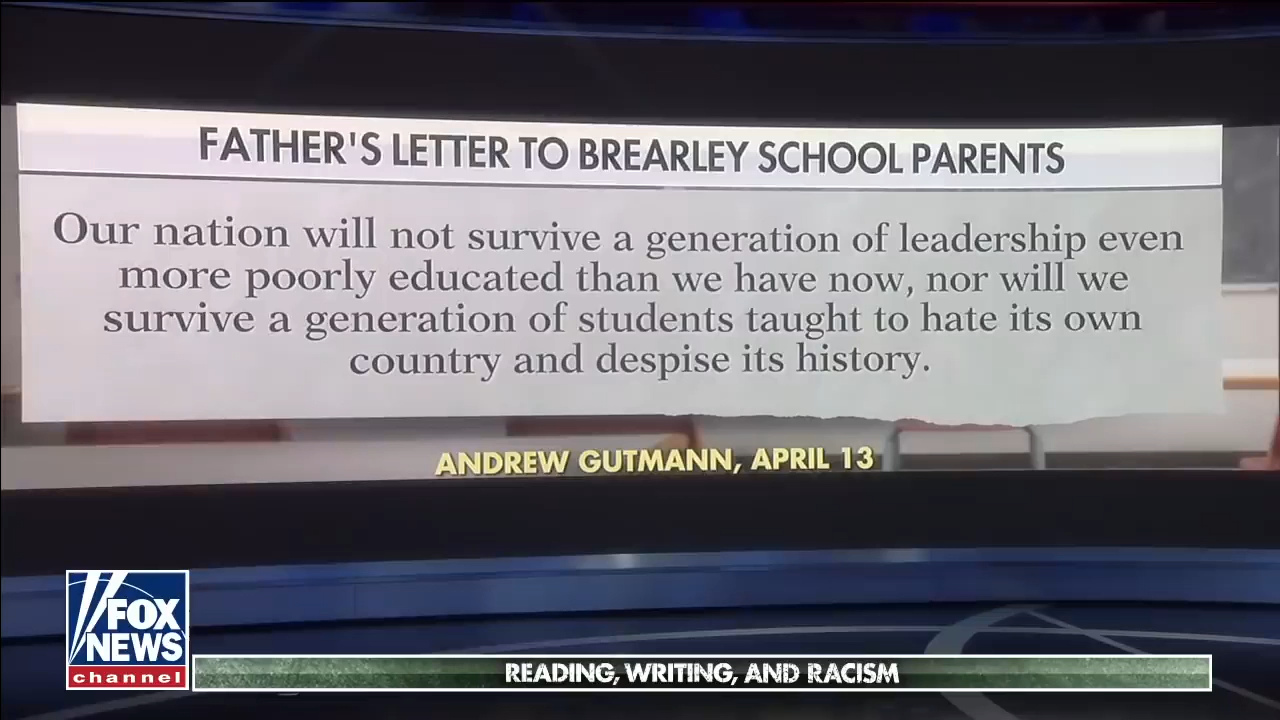 FATHER'S LETTER TO BREARLEY SCHOOL PARENTS
Our nation will not survive a generation of leadership even
more poorly educated than we have now, nor will we
survive a generation of students taught to hate its own
country and despise its history.
ANDREW GUTMANN, APRIL 13
FOX
NEWS
channel
READING, WRITING, AND RACISM